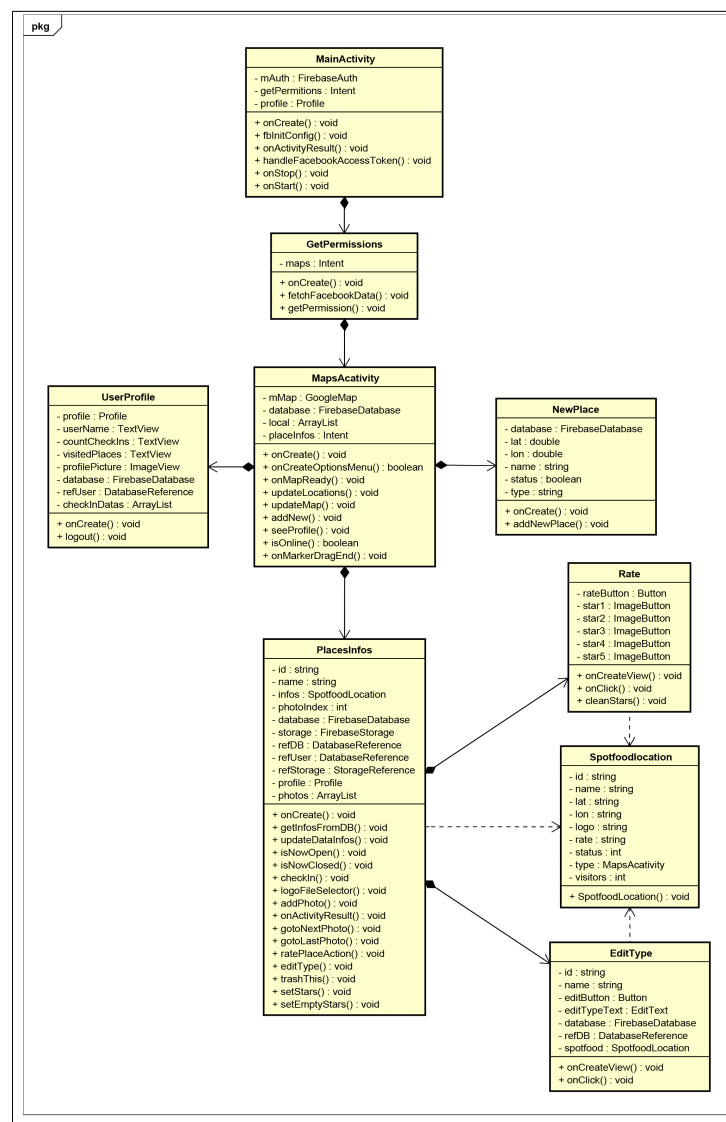 pkg
MainActivity
- mAuth : FirebaseAuth
- getPermitions : Intent
- profile : Profile
+ onCreate() : void
+ fbInitConfig() : void
+ onActivityResult() : void
+ handleFacebookAccessToken() : void
+ onStop() : void
+ onStart() : void
GetPermissions
- maps : Intent
+ onCreate() : void
+ fetchFacebookData() : void
+ getPermission() : void
MapsAcativity
- mMap : GoogleMap
- database : FirebaseDatabase
- local : ArrayList
- placeInfos : Intent
+ onCreate() : void
+ onCreateOptionsMenu() : boolean
+ onMapReady() : void
+ updateLocations() : void
+ updateMap() : void
+ addNew() : void
+ seeProfile() : void
+ isOnline() : boolean
+ onMarkerDragEnd() : void
UserProfile
- profile : Profile
- userName : TextView
- countCheckIns : TextView
- visitedPlaces : TextView
- profilePicture : ImageView
- database : FirebaseDatabase
- refUser : DatabaseReference
- checkInDatas : ArrayList
+ onCreate() : void
+ logout() : void
NewPlace
- database : FirebaseDatabase
- lat : double
- lon : double
- name : string
- status : boolean
- type : string
+ onCreate() : void
+ addNewPlace() : void
Rate
- rateButton : Button
- star1 : ImageButton
- star2 : ImageButton
- star3 : ImageButton
- star4 : ImageButton
- star5 : ImageButton
+ onCreateView() : void
+ onClick() : void
+ cleanStars() : void
PlacesInfos
- id : string
- name : string
- infos : SpotfoodLocation
- photoIndex : int
- database : FirebaseDatabase
- storage : FirebaseStorage
- refDB : DatabaseReference
- refUser : DatabaseReference
- refStorage : StorageReference
- profile : Profile
- photos : ArrayList
+ onCreate() : void
+ getInfosFromDB() : void
+ updateDataInfos() : void
+ isNowOpen() : void
+ isNowClosed() : void
+ checkIn() : void
+ logoFileSelector() : void
+ addPhoto() : void
+ onActivityResult() : void
+ gotoNextPhoto() : void
+ gotoLastPhoto() : void
+ ratePlaceAction() : void
+ editType() : void
+ trashThis() : void
+ setStars() : void
+ setEmptyStars() : void
Spotfoodlocation
- id : string
- name : string
- lat : string
- lon : string
- logo : string
- rate : string
- status : int
- type : MapsAcativity
- visitors : int
+ SpotfoodLocation() : void
EditType
- id : string
- name : string
- editButton : Button
- editTypeText : EditText
- database : FirebaseDatabase
- refDB : DatabaseReference
- spotfood : SpotfoodLocation
+ onCreateView() : void
+ onClick() : void